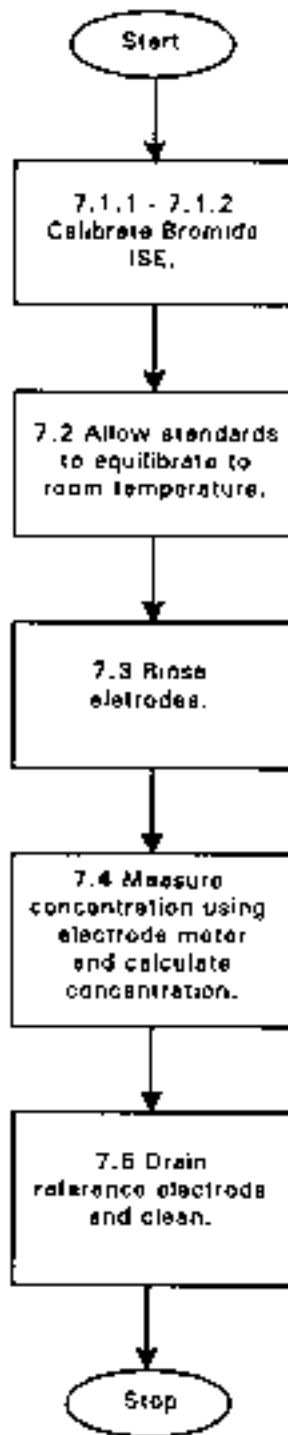 Start
7.1.1 - 7.1.2
Calibrate Bromide
ISE.
7.2 Allow standards
to equilibrate to
room temperature.
7.3 Rinse
eletrodes.
7.4 Measure
concentration using
electrode meter
and calculate
concentration.
7.5 Drain
reference electrode
and clean.
Stop